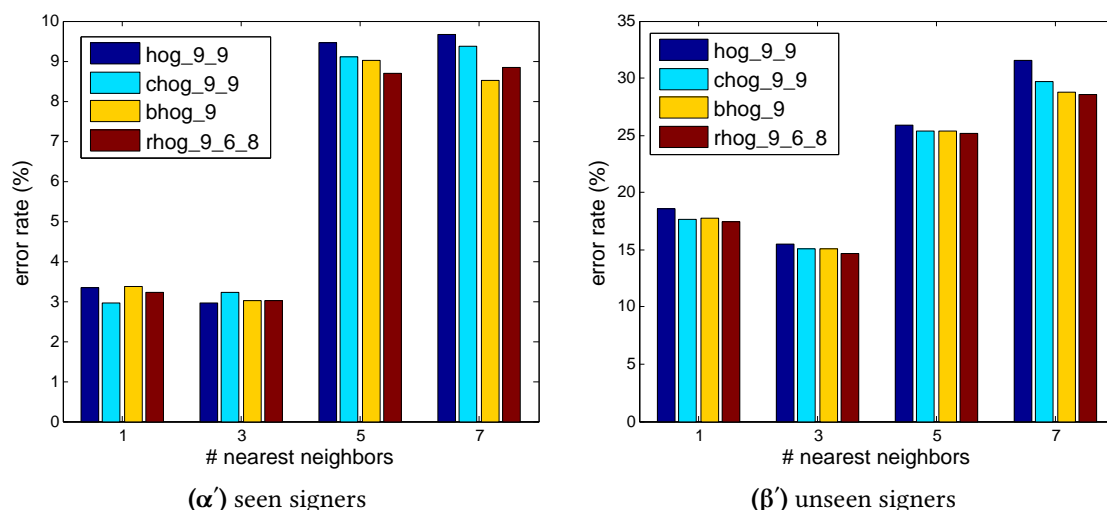 10
9
8
7
6
5
4
3
2
1
0
error rate (%)
hog_9_9
chog_9_9
bhog_9
rhog_9_6_8
1 3 5 7
# nearest neighbors
(α′) seen signers
35
30
25
20
15
10
5
0
error rate (%)
hog_9_9
chog_9_9
bhog_9
rhog_9_6_8
1 3 5 7
# nearest neighbors
(β′) unseen signers